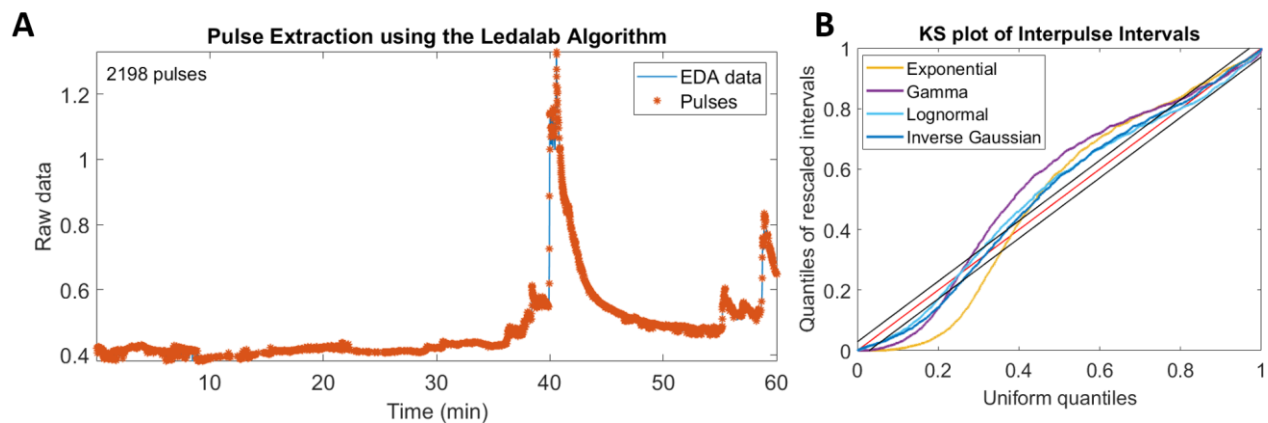 A
Pulse Extraction using the Ledalab Algorithm
2198 pulses
EDA data
Pulses
1.2
1
0.8
0.6
0.4
Raw data
10 20 30 40 50 60
Time (min)
B
KS plot of Interpulse Intervals
Exponential
Gamma
Lognormal
Inverse Gaussian
1
0.8
0.6
0.4
0.2
0
Quantiles of rescaled intervals
0 0.2 0.4 0.6 0.8 1
Uniform quantiles